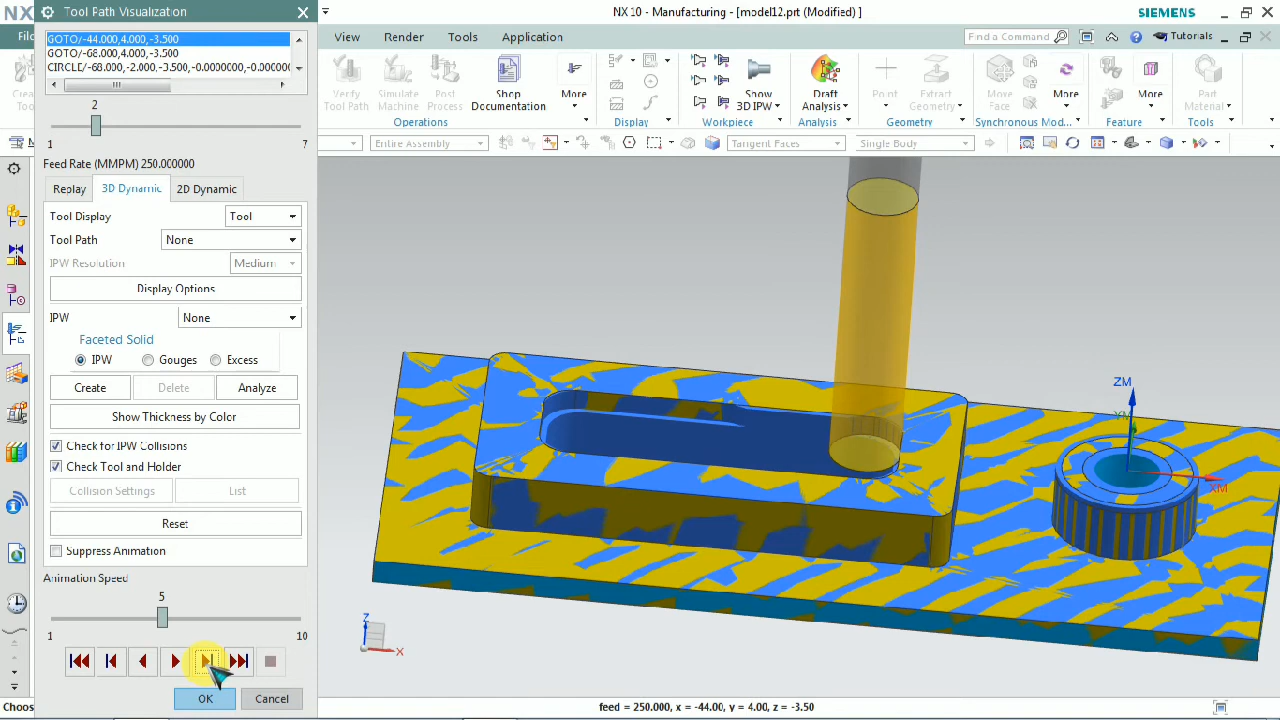 NX
Tool Path Visualization
NX 10 - Manufacturing - [model12.prt (Modified) ]
SIEMENS
View
Render
Tools
Application
Find a Command
Tutorials
GOTO/-44.000,4.000,-3.500
GOTO/-68.000,4.000,-3.500
CIRCLE/-68.000,-2.000,-3.500,-0.0000000,-0.00000
2
1
7
Feed Rate (MMPM) 250.000000
Replay
3D Dynamic
2D Dynamic
Tool Display
Tool
Tool Path
None
IPW Resolution
Medium
Display Options
IPW
None
Faceted Solid
IPW
Gouges
Excess
Create
Delete
Analyze
Show Thickness by Color
Check for IPW Collisions
Check Tool and Holder
Collision Settings
List
Reset
Suppress Animation
Animation Speed
5
1
10
OK
Cancel
Verify
Tool Path
Simulate
Machine
Post
Process
Shop
Documentation
More
Operations
Display
Show
3D IPW
Workpiece
Draft
Analysis
Analysis
Point
Extract
Geometry
Geometry
Move
Face
More
Synchronous Mod...
More
Feature
Part
Material
Tools
Entire Assembly
Tangent Faces
Single Body
ZM
YM
XM
Z
X
feed = 250.000, x = -44.00, y = 4.00, z = -3.50